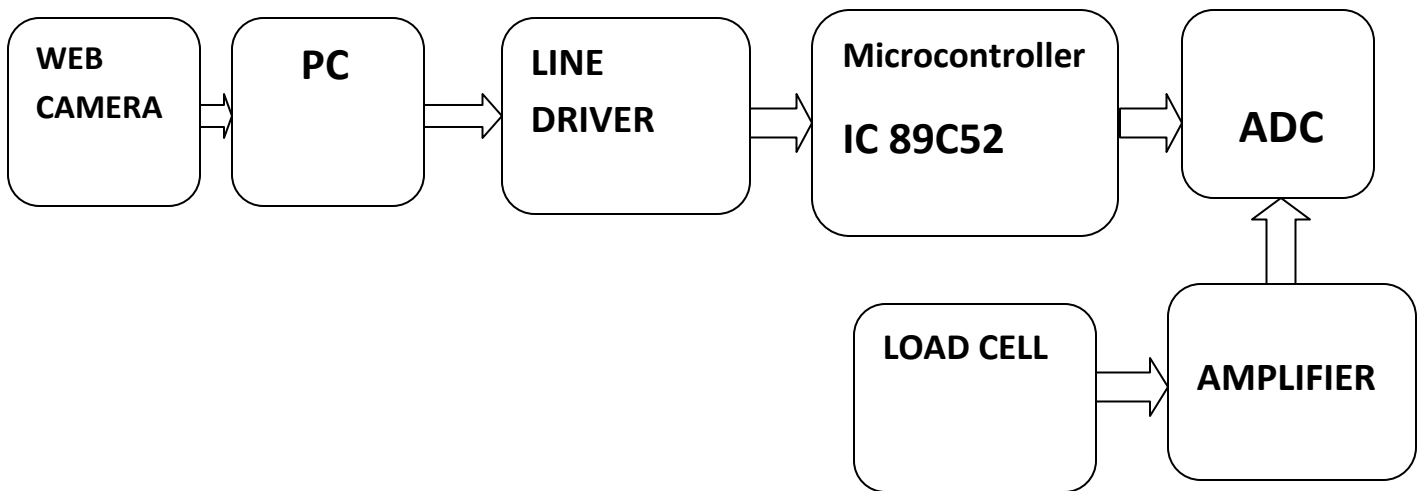 WEB
CAMERA
PC
LINE
DRIVER
Microcontroller
IC 89C52
ADC
LOAD CELL
AMPLIFIER